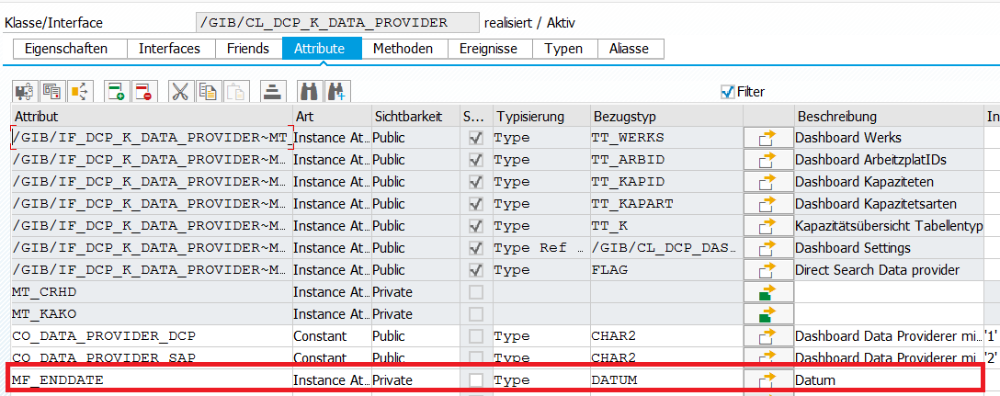 Klasse/Interface /GIB/CL_DCP_K_DATA_PROVIDER realisiert / Aktiv
Eigenschaften Interfaces Friends Attribute Methoden Ereignisse Typen Aliasse
Filter
Attribut Art Sichtbarkeit S... Typisierung Bezugstyp Beschreibung In
/GIB/IF_DCP_K_DATA_PROVIDER~MT_ Instance At... Public Type TT_WERKS Dashboard Werks
/GIB/IF_DCP_K_DATA_PROVIDER~M... Instance At... Public Type TT_ARBID Dashboard ArbeitzplatIDs
/GIB/IF_DCP_K_DATA_PROVIDER~M... Instance At... Public Type TT_KAPID Dashboard Kapaziteten
/GIB/IF_DCP_K_DATA_PROVIDER~M... Instance At... Public Type TT_KAPART Dashboard Kapazitetsarten
/GIB/IF_DCP_K_DATA_PROVIDER~M... Instance At... Public Type TT_K Kapazitätsübersicht Tabellentyp
/GIB/IF_DCP_K_DATA_PROVIDER~M... Instance At... Public Type Ref ... /GIB/CL_DCP_DAS... Dashboard Settings
/GIB/IF_DCP_K_DATA_PROVIDER~M... Instance At... Public Type FLAG Direct Search Data provider
MT_CRHD Instance At... Private
MT_KAKO Instance At... Private
CO_DATA_PROVIDER_DCP Constant Public Type CHAR2 Dashboard Data Providerer mi... '1'
CO_DATA_PROVIDER_SAP Constant Public Type CHAR2 Dashboard Data Providerer mi... '2'
MF_ENDDATE Instance At... Private Type DATUM Datum